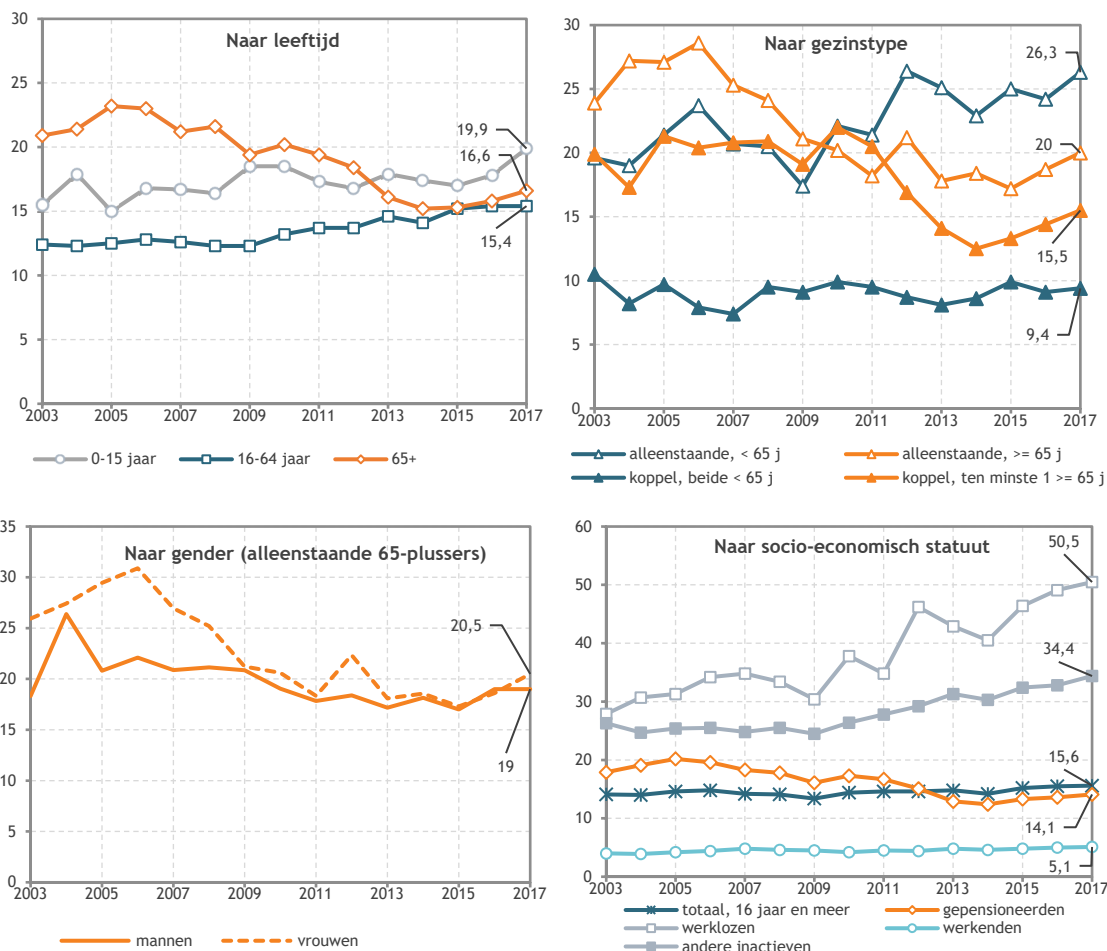 Naar leeftijd
30
25
20
15
10
5
0
19,9
16,6
15,4
2003 2005 2007 2009 2011 2013 2015 2017
0-15 jaar 16-64 jaar 65+
Naar gezinstype
30
25
20
15
10
5
0
26,3
20
15,5
9,4
2003 2005 2007 2009 2011 2013 2015 2017
alleenstaande, < 65 j alleenstaande, >= 65 j
koppel, beide < 65 j koppel, ten minste 1 >= 65 j
Naar gender (alleenstaande 65-plussers)
35
30
25
20
15
10
5
0
20,5
19
2003 2005 2007 2009 2011 2013 2015 2017
mannen vrouwen
Naar socio-economisch statuut
60
50
40
30
20
10
0
50,5
34,4
15,6
14,1
5,1
2003 2005 2007 2009 2011 2013 2015 2017
totaal, 16 jaar en meer gepensioneerden
werklozen werkenden
andere inactieven